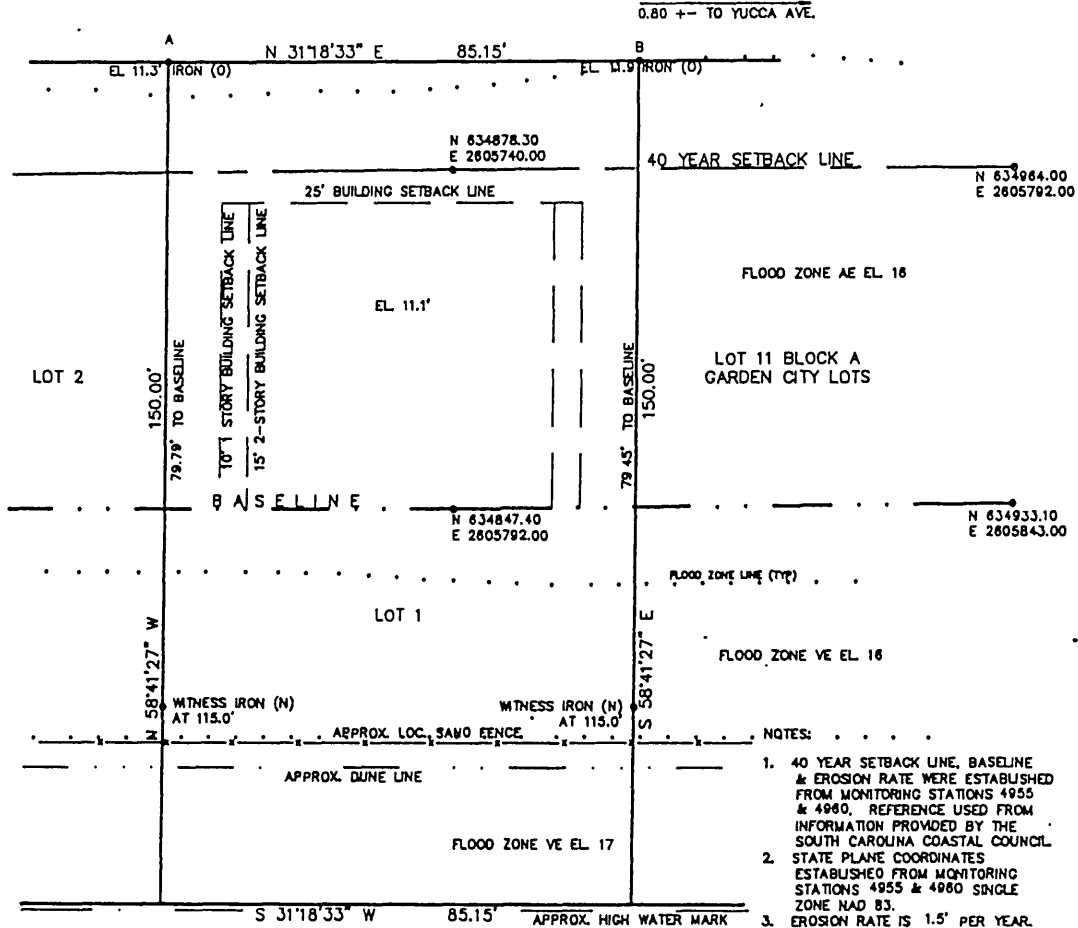 0.80 +- TO YUCCA AVE.
A
B
N 31°18'33" E
85.15'
EL 11.3'
IRON (O)
EL 11.9
IRON (O)
N 634878.30
E 2605740.00
40 YEAR SETBACK LINE
N 634964.00
E 2605792.00
25' BUILDING SETBACK LINE
10' 1 STORY BUILDING SETBACK LINE
15' 2-STORY BUILDING SETBACK LINE
EL 11.1'
FLOOD ZONE AE EL 16
LOT 2
150.00'
79.79' TO BASELINE
79.45' TO BASELINE
150.00'
LOT 11 BLOCK A
GARDEN CITY LOTS
BASELINE
N 634847.40
E 2605792.00
N 634933.10
E 2605843.00
FLOOD ZONE LINE (TYP)
LOT 1
N 58°41'27" W
S 58°41'27" E
FLOOD ZONE VE EL 16
WITNESS IRON (N)
AT 115.0'
WITNESS IRON (N)
AT 115.0'
APPROX. LOC. SAND FENCE
APPROX. DUNE LINE
FLOOD ZONE VE EL 17
S 31°18'33" W
85.15'
APPROX. HIGH WATER MARK
NOTES:
1. 40 YEAR SETBACK LINE, BASELINE
& EROSION RATE WERE ESTABLISHED
FROM MONITORING STATIONS 4955
& 4960, REFERENCE USED FROM
INFORMATION PROVIDED BY THE
SOUTH CAROLINA COASTAL COUNCIL
2. STATE PLANE COORDINATES
ESTABLISHED FROM MONITORING
STATIONS 4955 & 4960 SINGLE
ZONE NAD 83.
3. EROSION RATE IS 1.5' PER YEAR.